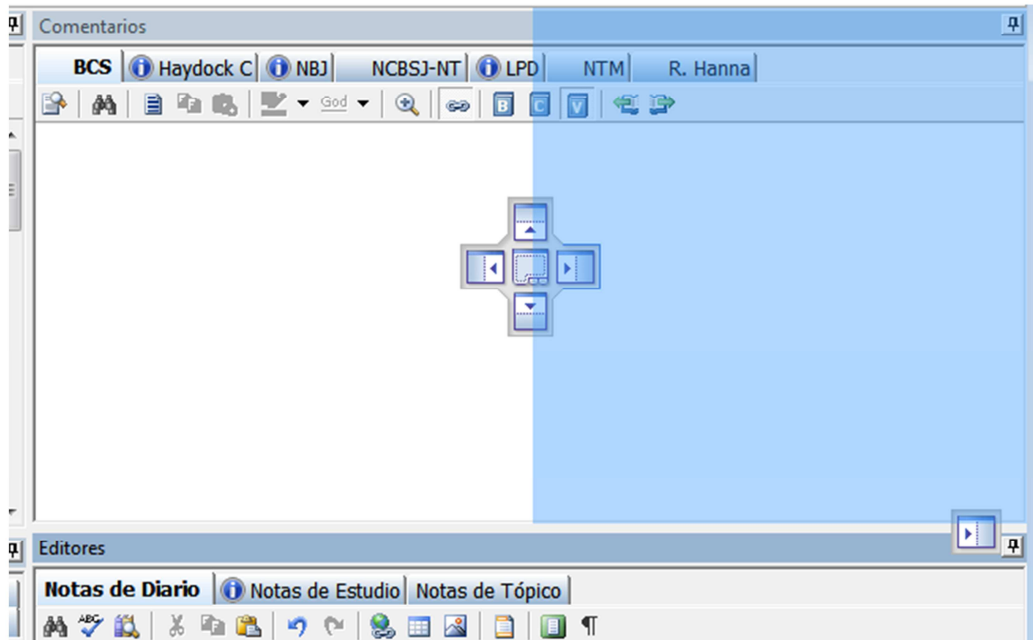 Comentarios
BCS Haydock C NBJ NCBSJ-NT LPD NTM R. Hanna
God B C V
Editores
Notas de Diario Notas de Estudio Notas de Tópico
ABC ¶